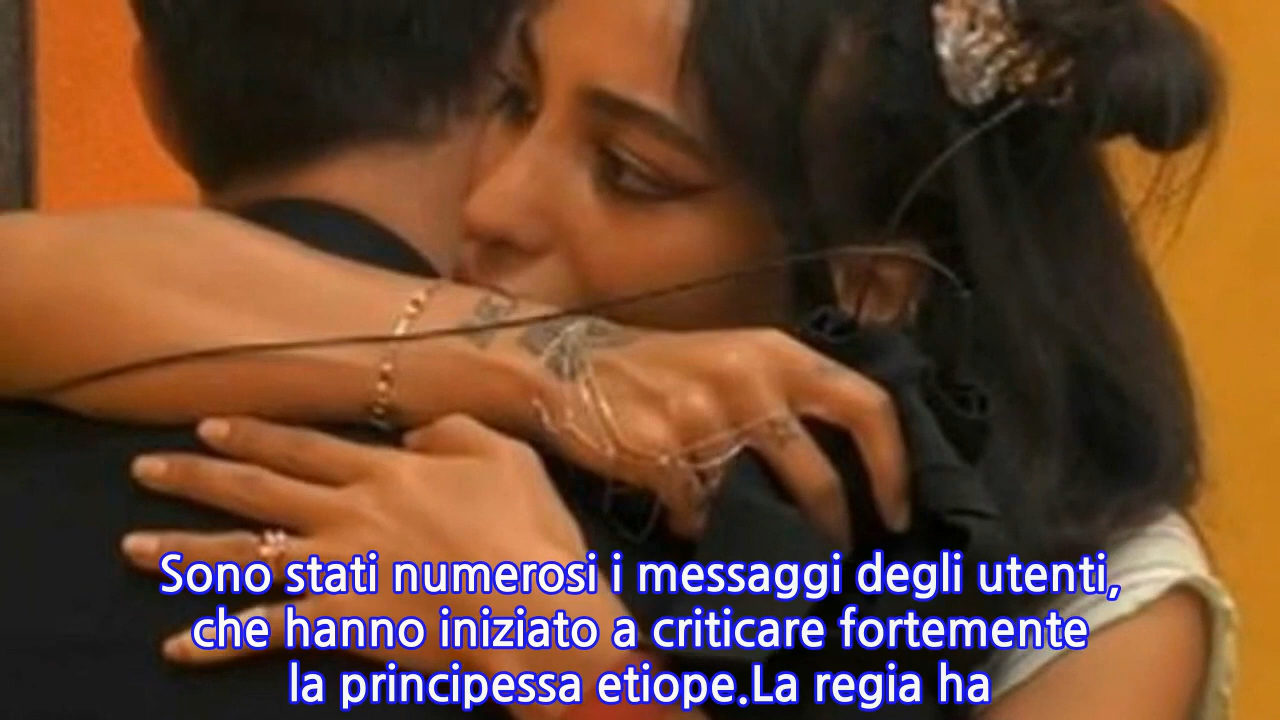 Sono stati numerosi i messaggi degli utenti,
che hanno iniziato a criticare fortemente
la principessa etiope.La regia ha